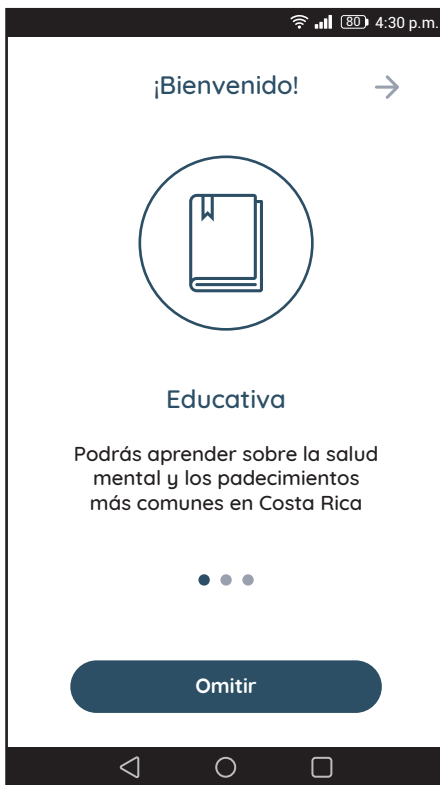 80 4:30 p.m.
¡Bienvenido!
Educativa
Podrás aprender sobre la salud
mental y los padecimientos
más comunes en Costa Rica
Omitir